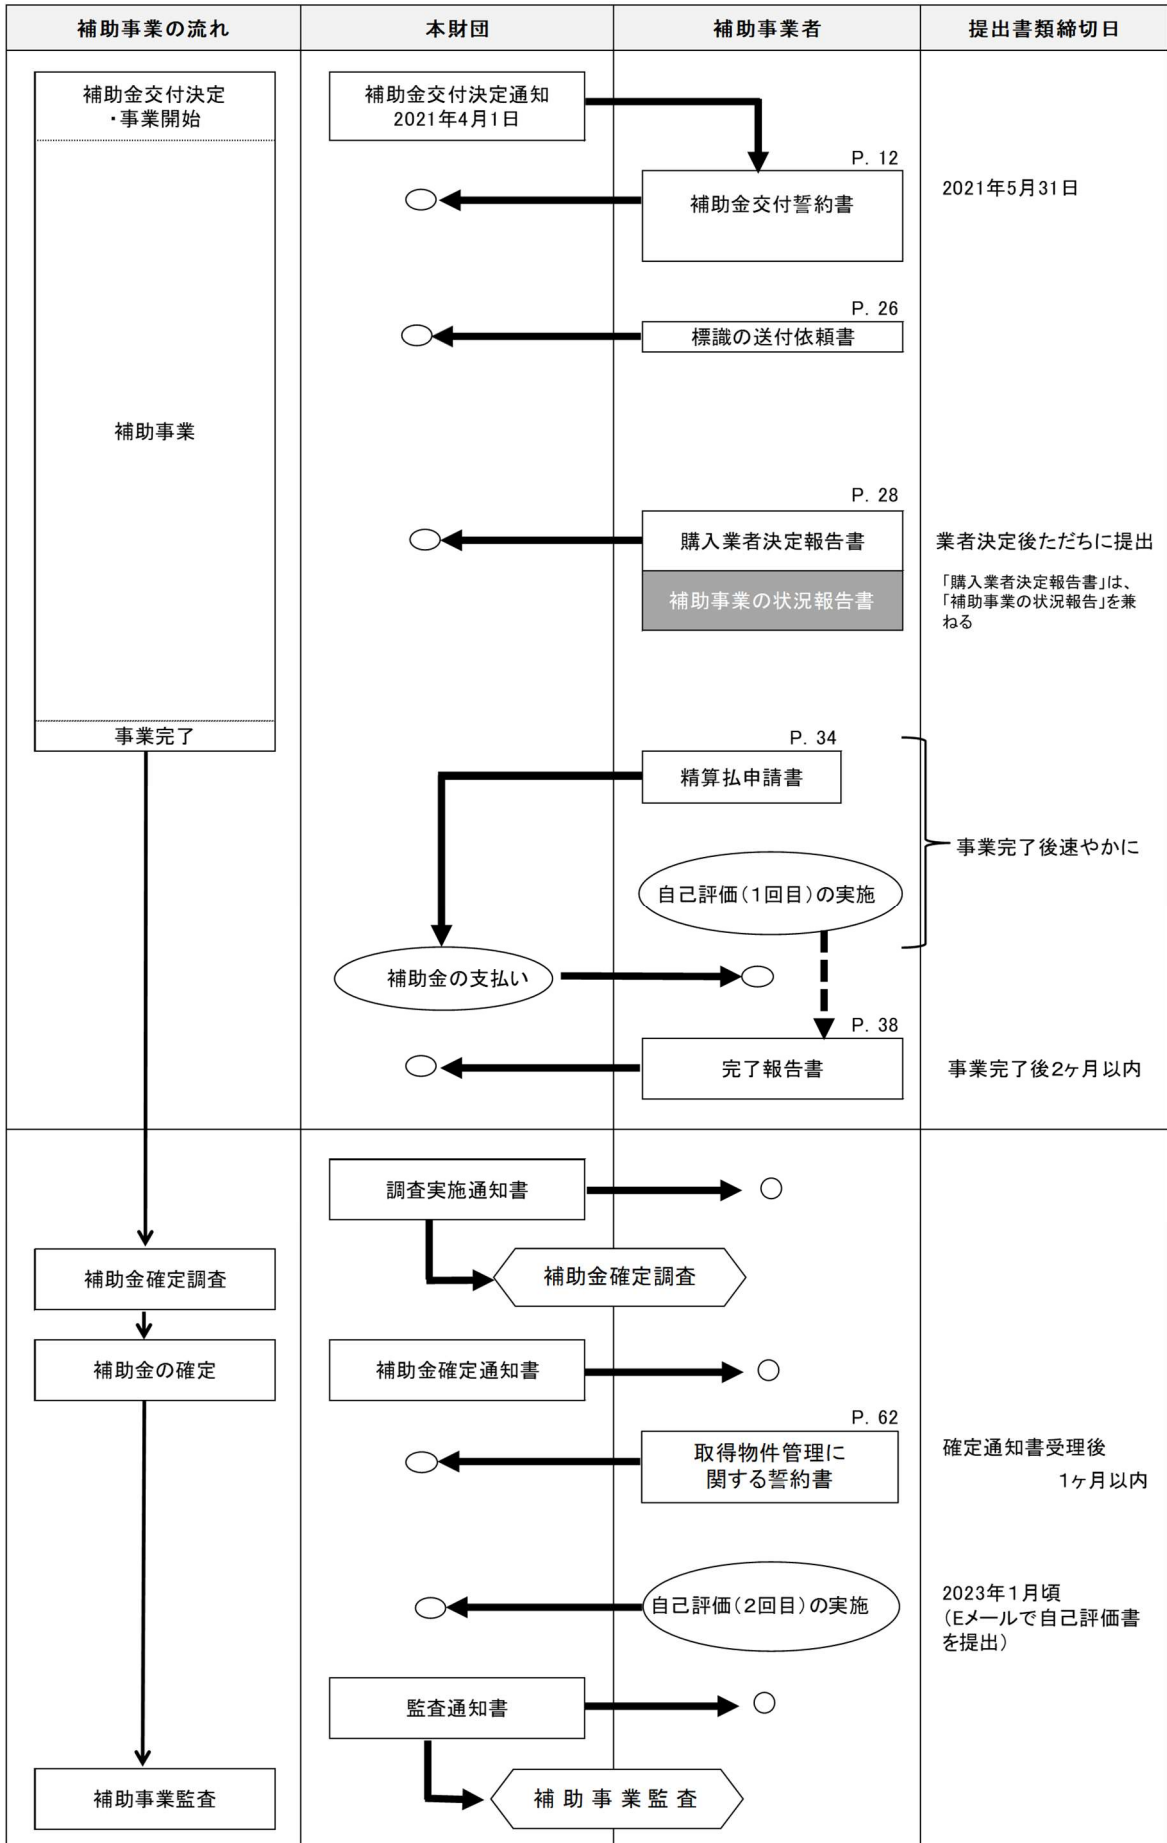 補助事業の流れ
本財団
補助事業者
提出書類締切日
補助金交付決定
・事業開始
補助金交付決定通知
2021年4月1日
P. 12
補助金交付誓約書
2021年5月31日
P. 26
標識の送付依頼書
補助事業
P. 28
購入業者決定報告書
業者決定後ただちに提出
補助事業の状況報告書
「購入業者決定報告書」は、
「補助事業の状況報告」を兼
ねる
事業完了
P. 34
精算払申請書
事業完了後速やかに
自己評価(1回目)の実施
補助金の支払い
P. 38
完了報告書
事業完了後2ヶ月以内
調査実施通知書
補助金確定調査
補助金確定調査
補助金の確定
補助金確定通知書
P. 62
取得物件管理に
関する誓約書
確定通知書受理後
1ヶ月以内
自己評価(2回目)の実施
2023年1月頃
(Eメールで自己評価書
を提出)
監査通知書
補助事業監査
補 助 事 業 監 査